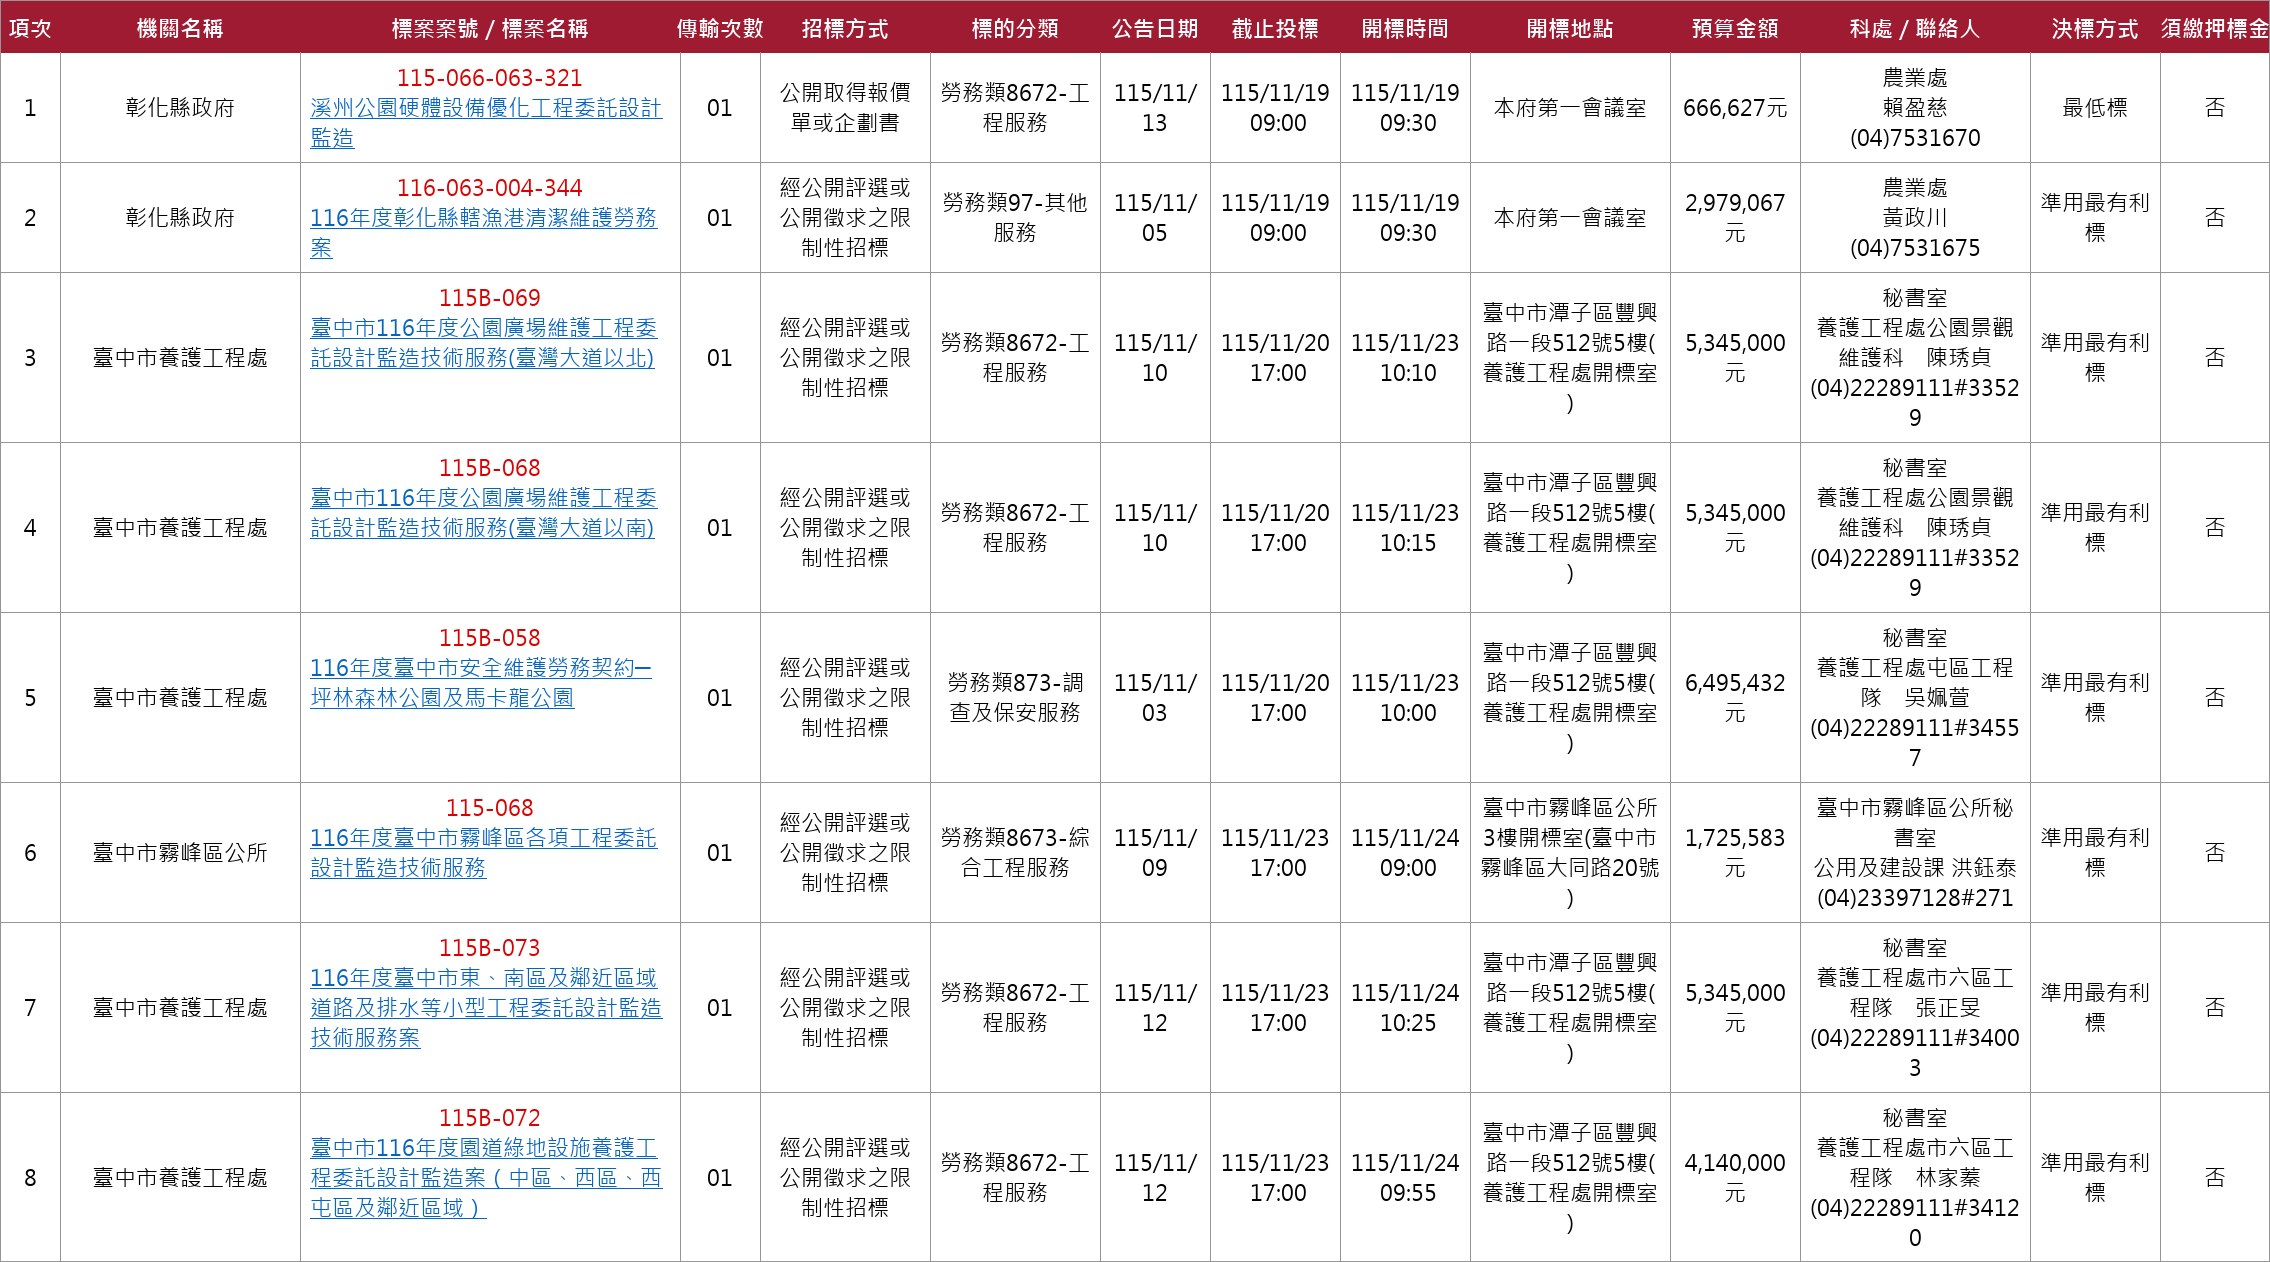 項次 機關名稱 標案案號 / 標案名稱 傳輸次數 招標方式 標的分類 公告日期 截止投標 開標時間 開標地點 預算金額 科處 / 聯絡人 決標方式 須繳押標金
1
彰化縣政府
115-066-063-321
溪州公園硬體設備優化工程委託設計
監造
01
公開取得報價
單或企劃書
勞務類8672-工
程服務
115/11/
13
115/11/19
09:00
115/11/19
09:30
本府第一會議室
666,627元
農業處
賴盈慈
(04)7531670
最低標
否
2
彰化縣政府
116-063-004-344
116年度彰化縣轄漁港清潔維護勞務
案
01
經公開評選或
公開徵求之限
制性招標
勞務類97-其他
服務
115/11/
05
115/11/19
09:00
115/11/19
09:30
本府第一會議室
2,979,067
元
農業處
黃政川
(04)7531675
準用最有利
標
否
3
臺中市養護工程處
115B-069
臺中市116年度公園廣場維護工程委
託設計監造技術服務(臺灣大道以北)
01
經公開評選或
公開徵求之限
制性招標
勞務類8672-工
程服務
115/11/
10
115/11/20
17:00
115/11/23
10:10
臺中市潭子區豐興
路一段512號5樓(
養護工程處開標室
)
5,345,000
元
秘書室
養護工程處公園景觀
維護科　陳琇貞
(04)22289111#3352
9
準用最有利
標
否
4
臺中市養護工程處
115B-068
臺中市116年度公園廣場維護工程委
託設計監造技術服務(臺灣大道以南)
01
經公開評選或
公開徵求之限
制性招標
勞務類8672-工
程服務
115/11/
10
115/11/20
17:00
115/11/23
10:15
臺中市潭子區豐興
路一段512號5樓(
養護工程處開標室
)
5,345,000
元
秘書室
養護工程處公園景觀
維護科　陳琇貞
(04)22289111#3352
9
準用最有利
標
否
5
臺中市養護工程處
115B-058
116年度臺中市安全維護勞務契約—
坪林森林公園及馬卡龍公園
01
經公開評選或
公開徵求之限
制性招標
勞務類873-調
查及保安服務
115/11/
03
115/11/20
17:00
115/11/23
10:00
臺中市潭子區豐興
路一段512號5樓(
養護工程處開標室
)
6,495,432
元
秘書室
養護工程處屯區工程
隊　吳姵萱
(04)22289111#3455
7
準用最有利
標
否
6
臺中市霧峰區公所
115-068
116年度臺中市霧峰區各項工程委託
設計監造技術服務
01
經公開評選或
公開徵求之限
制性招標
勞務類8673-綜
合工程服務
115/11/
09
115/11/23
17:00
115/11/24
09:00
臺中市霧峰區公所
3樓開標室(臺中市
霧峰區大同路20號
)
1,725,583
元
臺中市霧峰區公所秘
書室
公用及建設課 洪鈺泰
(04)23397128#271
準用最有利
標
否
7
臺中市養護工程處
115B-073
116年度臺中市東、南區及鄰近區域
道路及排水等小型工程委託設計監造
技術服務案
01
經公開評選或
公開徵求之限
制性招標
勞務類8672-工
程服務
115/11/
12
115/11/23
17:00
115/11/24
10:25
臺中市潭子區豐興
路一段512號5樓(
養護工程處開標室
)
5,345,000
元
秘書室
養護工程處市六區工
程隊　張正旻
(04)22289111#3400
3
準用最有利
標
否
8
臺中市養護工程處
115B-072
臺中市116年度園道綠地設施養護工
程委託設計監造案（中區、西區、西
屯區及鄰近區域）
01
經公開評選或
公開徵求之限
制性招標
勞務類8672-工
程服務
115/11/
12
115/11/23
17:00
115/11/24
09:55
臺中市潭子區豐興
路一段512號5樓(
養護工程處開標室
)
4,140,000
元
秘書室
養護工程處市六區工
程隊　林家蓁
(04)22289111#3412
0
準用最有利
標
否